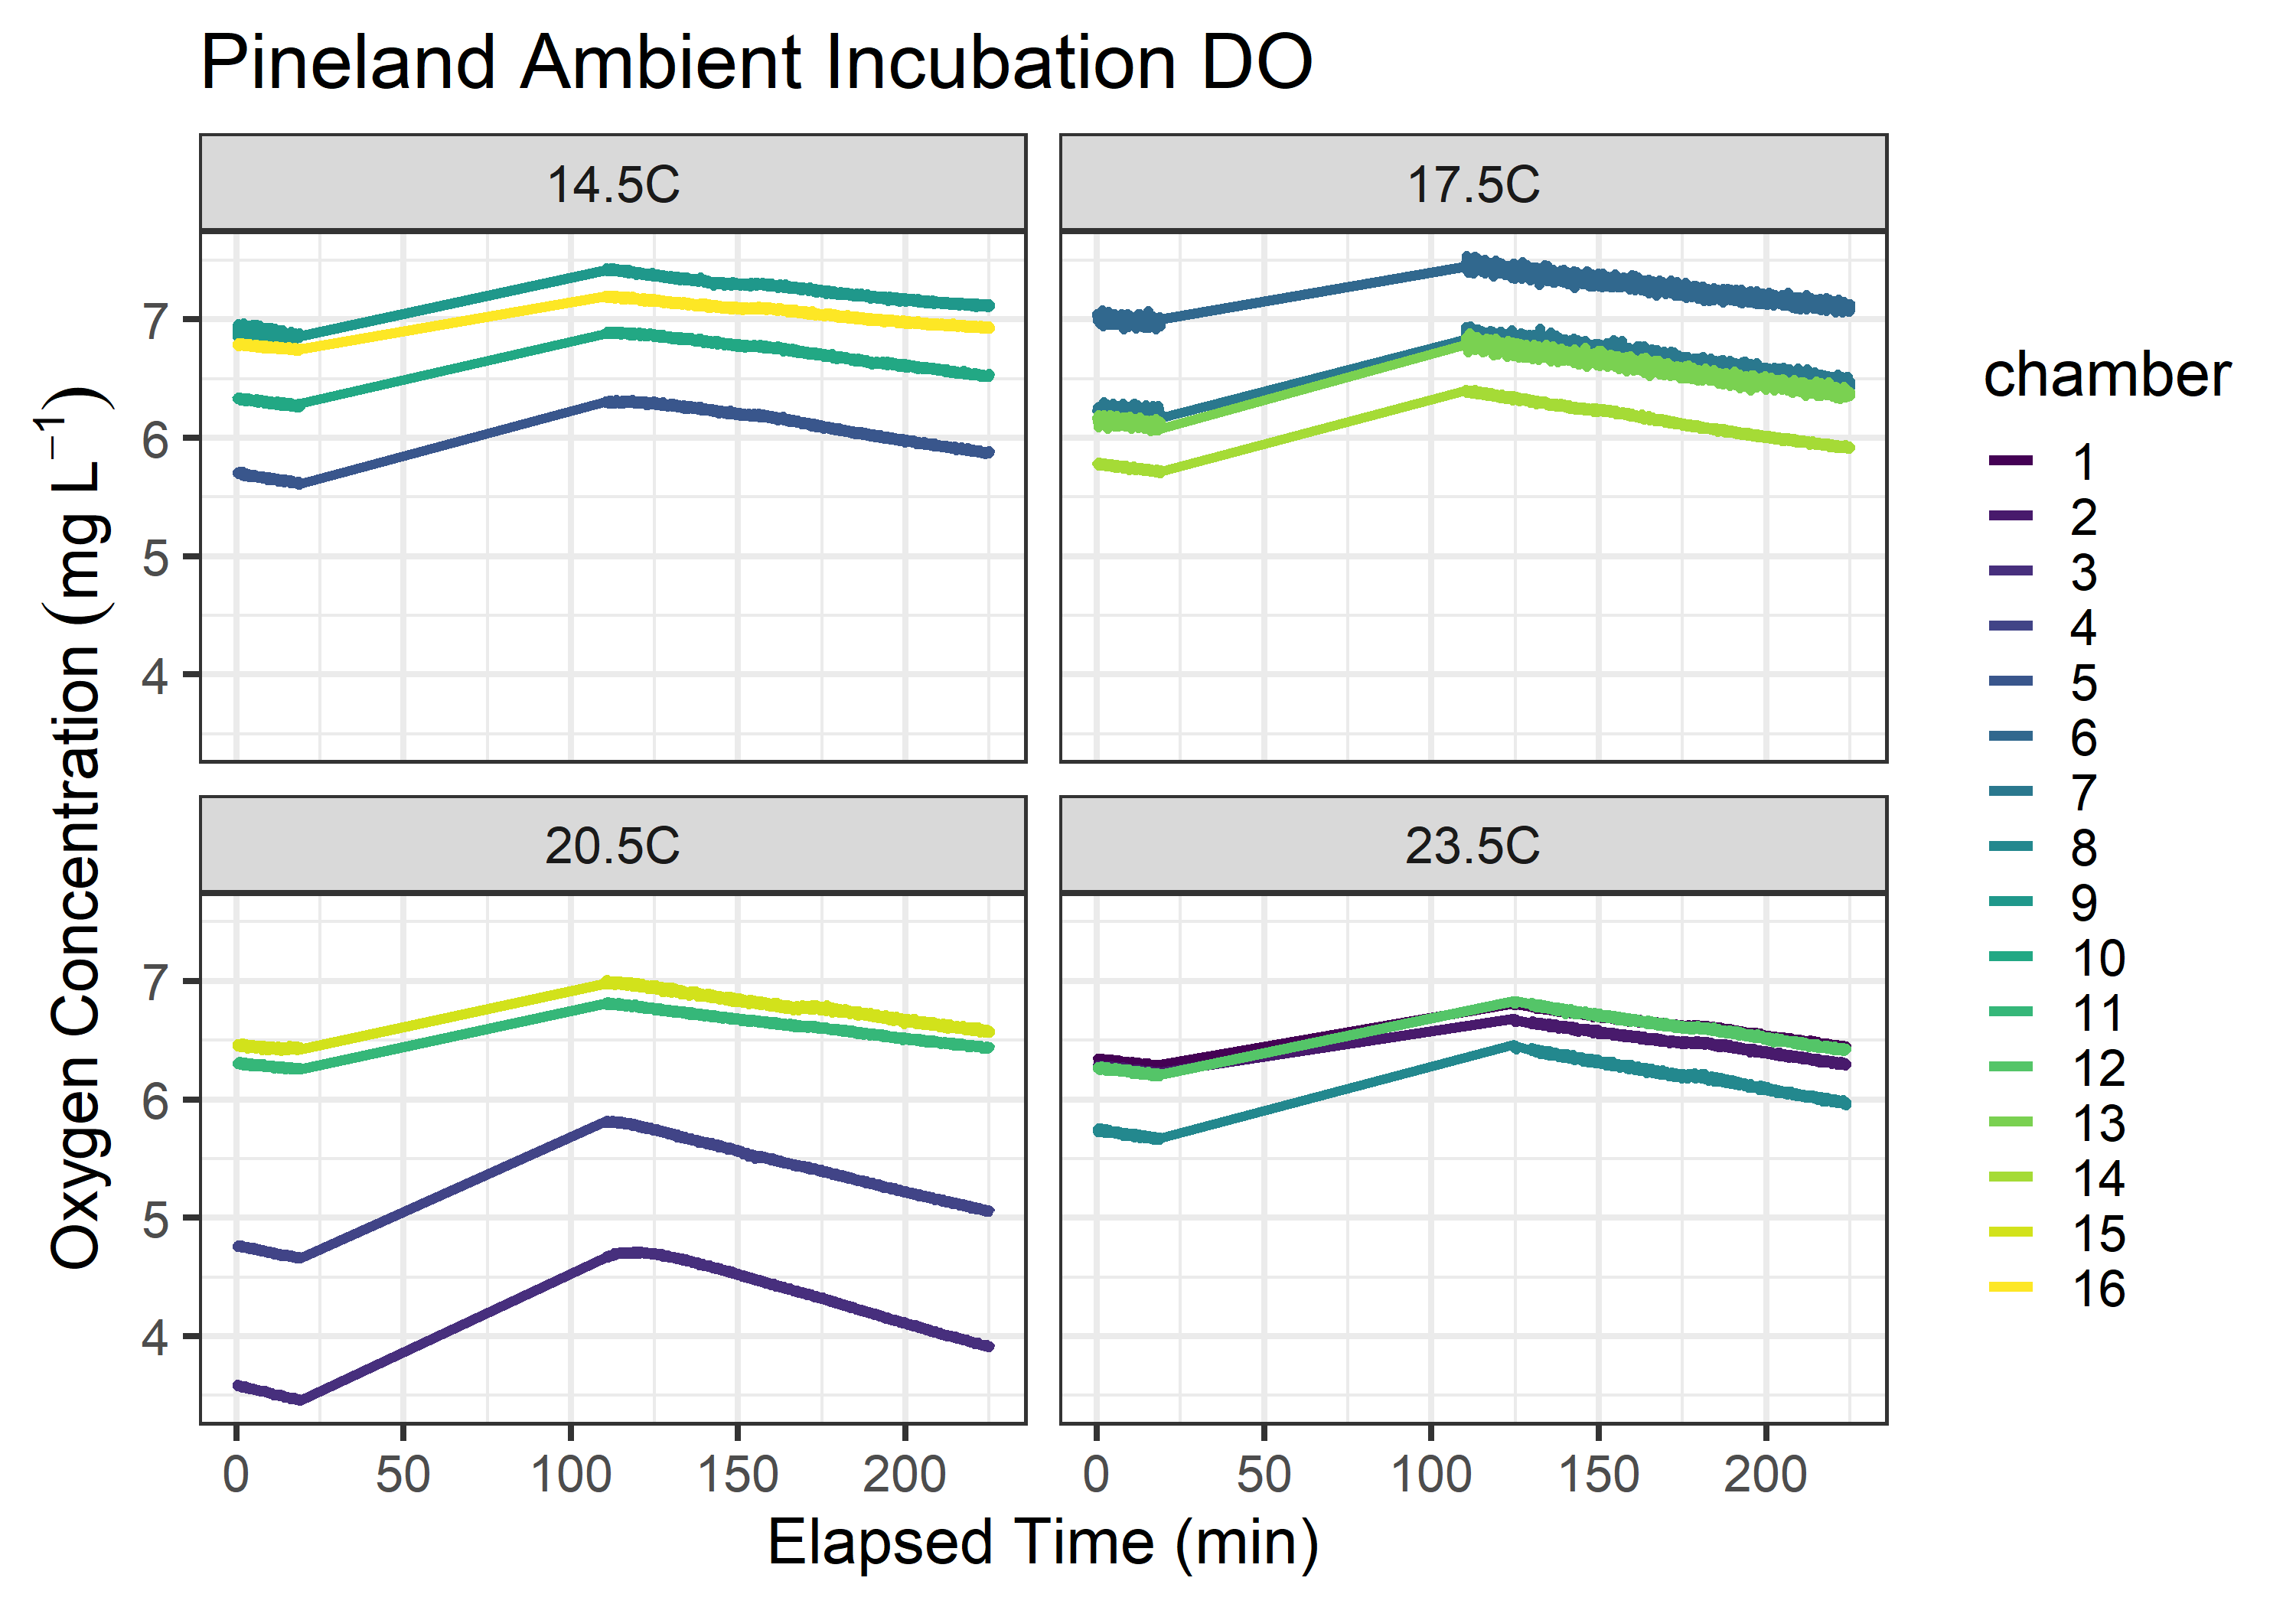 Pineland Ambient Incubation DO
14.5C
17.5C
7
6
5
4
20.5C
23.5C
7
6
5
4
0 50 100 150 200
0 50 100 150 200
Elapsed Time (min)
Oxygen Concentration (mg L⁻¹)
chamber
1
2
3
4
5
6
7
8
9
10
11
12
13
14
15
16